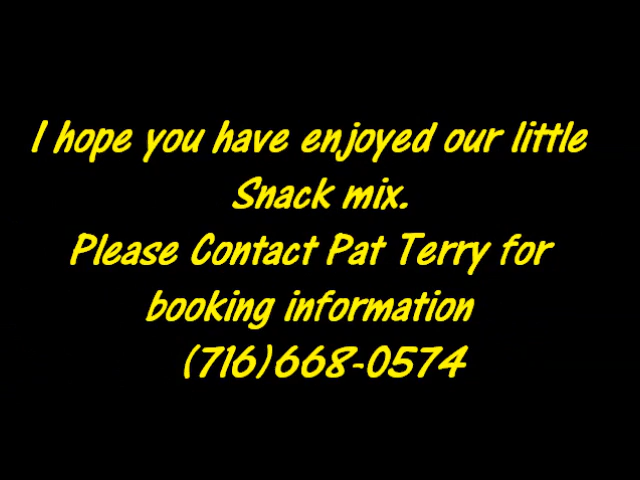 I hope you have enjoyed our little
Snack mix.
Please Contact Pat Terry for
booking information
(716)668-0574